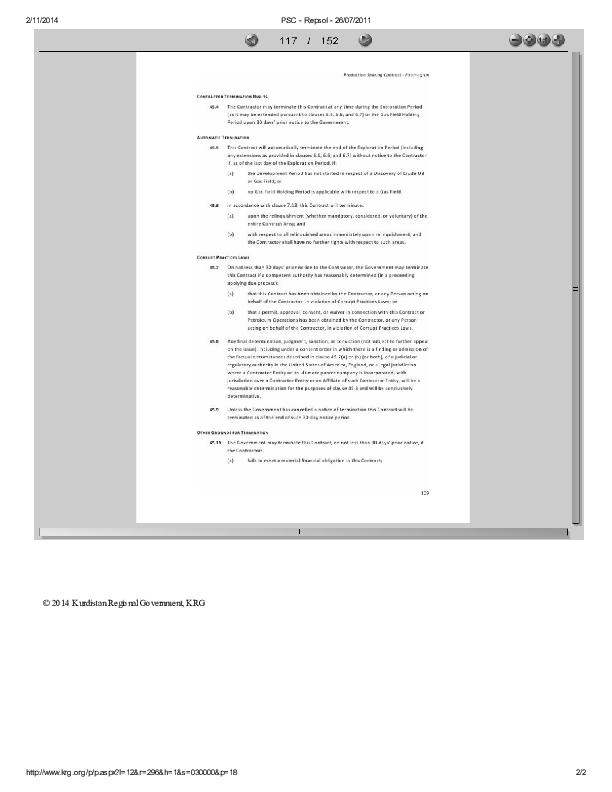 2/11/2014 PSC - Repsol - 26/07/2011
117 / 152
Production Sharing Contract – Piramagrun
CONTRACTOR TERMINATION RIGHTS
45.4 The Contractor may terminate this Contract at any time during the Exploration Period
(as it may be extended pursuant to clauses 6.5, 6.6, and 6.7) or the Gas Field Holding
Period upon 30 days' prior notice to the Government.
AUTOMATIC TERMINATION
45.5 This Contract will automatically terminate the end of the Exploration Period (including
any extensions as provided in clauses 6.5, 6.6, and 6.7) without notice to the Contractor
if, as of the last day of the Exploration Period, if:
(a) the Development Period has not started in respect of a Discovery of Crude Oil
or Gas Field; or
(b) no Gas Field Holding Period is applicable with respect to a Gas Field.
45.6 In accordance with clause 7.13, this Contract will terminate:
(a) upon the relinquishment (whether mandatory, considered, or voluntary) of the
entire Contract Area; and
(b) with respect to all relinquished areas immediately upon relinquishment, and
the Contractor shall have no further rights with respect to such areas.
CORRUPT PRACTICES LAWS
45.7 On not less than 30 days' prior notice to the Contractor, the Government may terminate
this Contract if a competent authority has reasonably determined (in a proceeding
applying due process):
(a) that this Contract has been obtained by the Contractor, or any Person acting on
behalf of the Contractor, in violation of Corrupt Practices Laws; or
(b) that a permit, approval, consent, or waiver in connection with this Contract or
Petroleum Operations has been obtained by the Contractor, or any Person
acting on behalf of the Contractor, in violation of Corrupt Practices Laws.
45.8 Any final determination, judgment, sanction, or conviction (not subject to further appeal
on the issue), including under a consent order in which there is a finding or admission of
the factual circumstances described in clause 45.7(a) or (b) (or both), of a judicial or
regulatory authority in the United States of America, England, or a legal jurisdiction
where a Contractor Entity or its ultimate parent company is incorporated, with
jurisdiction over a Contractor Entity or an Affiliate of such Contractor Entity, will be a
reasonable determination for the purposes of clause 45.7 and will be conclusively
determinative.
45.9 Unless the Government has cancelled a notice of termination this Contract will be
terminated as of the end of such 30-day notice period.
OTHER GROUNDS FOR TERMINATION
45.10 The Government may terminate this Contract, on not less than 30 days' prior notice, if
the Contractor:
(a) fails to meet a material financial obligation in this Contract;
109
© 2014 Kurdistan Regional Government, KRG
http://www.krg.org/p/p.aspx?l=12&r=296&h=1&s=030000&p=18 2/2